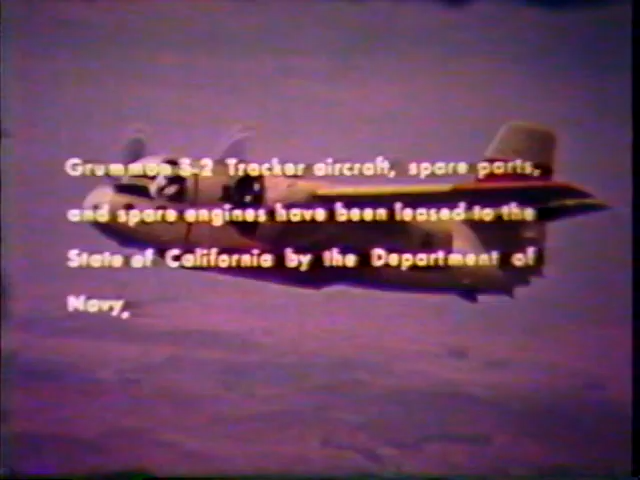 Grumman S-2 Tracker aircraft, spare parts,
and spare engines have been leased to the
State of California by the Department of
Navy.